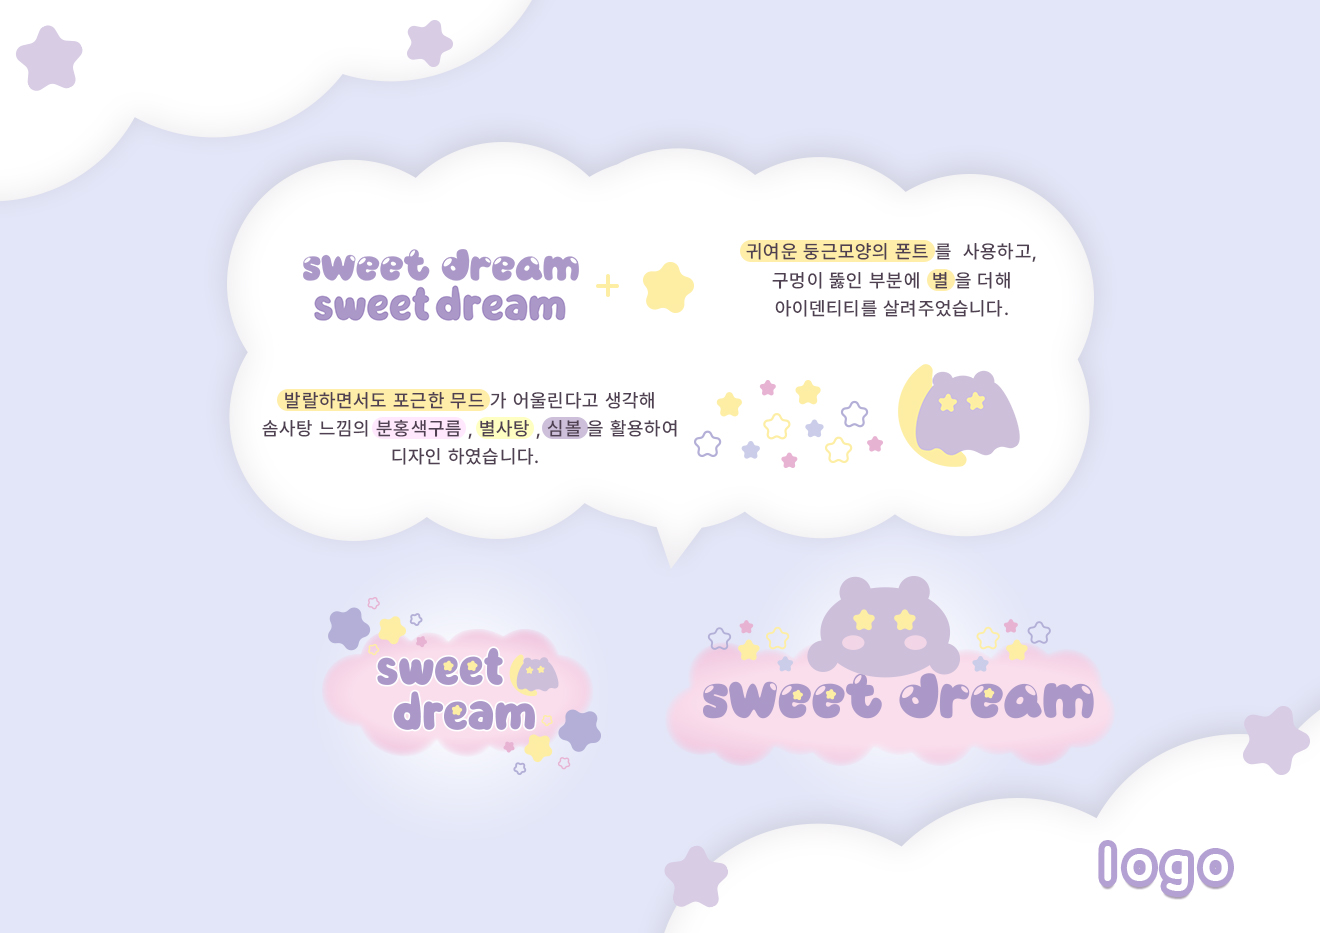 sweet dream
sweet dream
+
귀여운 둥근모양의 폰트를 사용하고,
구멍이 뚫인 부분에 별을 더해
아이덴티티를 살려주었습니다.
발랄하면서도 포근한 무드가 어울린다고 생각해
솜사탕 느낌의 분홍색구름, 별사탕, 심볼을 활용하여
디자인 하였습니다.
sweet
dream
sweet dream
logo